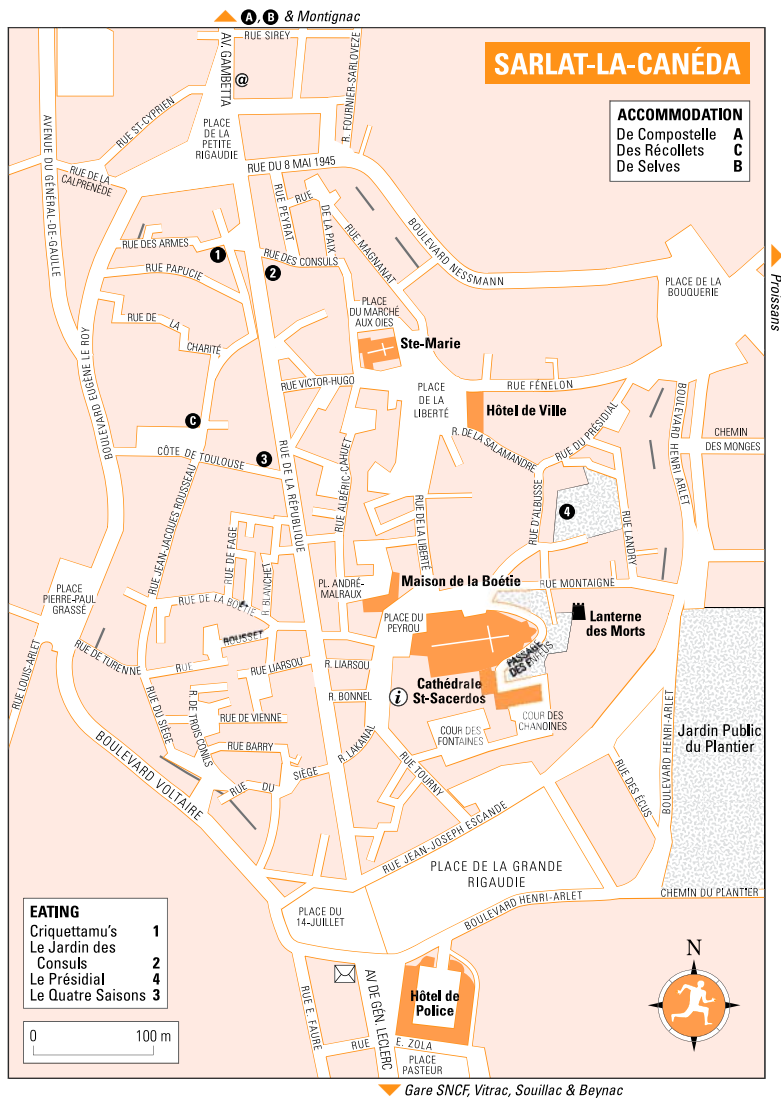 A, B & Montignac
SARLAT-LA-CANÉDA
ACCOMMODATION
De Compostelle A
Des Récollets C
De Selves B
RUE SIREY
AV. GAMBETTA
@
R. FOURNIER-SARLOVEZE
RUE ST-CYPRIEN
PLACE
DE LA
PETITE
RIGAUDIE
AVENUE DU GÉNÉRAL-DE-GAULLE
RUE DE LA
CALPRENÈDE
RUE DU 8 MAI 1945
RUE PEYRAT
RUE
DE LA PAIX
RUE MAGNANAT
BOULEVARD NESSMANN
PLACE DE LA
BOUQUERIE
Proissans
RUE DES ARMES
1
2
RUE DES CONSULS
RUE PAPUCIE
RUE DE LA
CHARITÉ
PLACE
DU MARCHÉ
AUX OIES
Ste-Marie
BOULEVARD EUGÈNE LE ROY
RUE VICTOR-HUGO
PLACE
DE LA
LIBERTÉ
RUE FÉNELON
Hôtel de Ville
R. DE LA SALAMANDRE
RUE DU PRÉSIDIAL
BOULEVARD HENRI ARLET
CHEMIN
DES MONGES
C
CÔTE DE TOULOUSE
3
RUE DE LA RÉPUBLIQUE
RUE ALBÉRIC-CAHUET
RUE JEAN-JACQUES ROUSSEAU
RUE DE LA LIBERTÉ
RUE D'ALBUSSE
4
RUE LANDRY
RUE DE FAGE
R. BLANCHET
PLACE
PIERRE-PAUL
GRASSÉ
RUE DE LA BOÉTIE
PL. ANDRÉ-
MALRAUX
Maison de la Boétie
RUE MONTAIGNE
PLACE DU
PEYROU
Lanterne
des Morts
RUE LOUIS-ARLET
RUE DE TURENNE
ROUSSET
RUE
RUE LIARSOU
R. LIARSOU
PASSAGE
DES
Cathédrale
St-Sacerdos
R. BONNEL
i
RUE DU SIÈGE
R. DE TROIS CONILS
RUE DE VIENNE
RUE BARRY
R. LAKANAL
COUR DES
FONTAINES
COUR DES
CHANOINES
Jardin Public
du Plantier
BOULEVARD HENRI-ARLET
RUE DES ÉCUS
BOULEVARD VOLTAIRE
RUE DU SIÈGE
RUE TOURNY
RUE JEAN-JOSEPH ESCANDE
PLACE DE LA GRANDE
RIGAUDIE
BOULEVARD HENRI-ARLET
CHEMIN DU PLANTIER
PLACE DU
14-JUILLET
EATING
Criquettamu's 1
Le Jardin des
Consuls 2
Le Présidial 4
Le Quatre Saisons 3
0 100 m
RUE E. FAURE
AV DE GÉN. LECLERC
Hôtel de
Police
RUE E. ZOLA
PLACE
PASTEUR
N
Gare SNCF, Vitrac, Souillac & Beynac